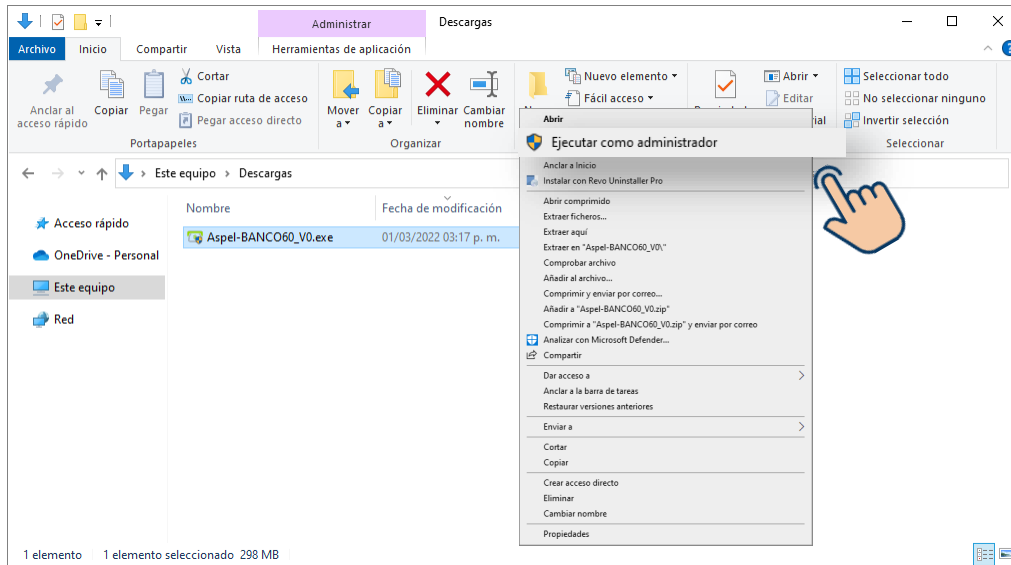 Administrar
Descargas
Archivo
Inicio
Compartir
Vista
Herramientas de aplicación
Anclar al
acceso rápido
Copiar
Pegar
Cortar
Copiar ruta de acceso
Pegar acceso directo
Portapapeles
Mover
a
Copiar
a
Eliminar
Cambiar
nombre
Organizar
Nuevo elemento
Fácil acceso
Abrir
Editar
Seleccionar todo
No seleccionar ninguno
Invertir selección
Seleccionar
Este equipo > Descargas
Acceso rápido
OneDrive - Personal
Este equipo
Red
Nombre
Fecha de modificación
Aspel-BANCO60_V0.exe
01/03/2022 03:17 p. m.
Abrir
Ejecutar como administrador
Anclar a Inicio
Instalar con Revo Uninstaller Pro
Abrir comprimido
Extraer ficheros...
Extraer aquí
Extraer en "Aspel-BANCO60_V0\"
Comprobar archivo
Añadir al archivo...
Comprimir y enviar por correo...
Añadir a "Aspel-BANCO60_V0.zip"
Comprimir a "Aspel-BANCO60_V0.zip" y enviar por correo
Analizar con Microsoft Defender...
Compartir
Dar acceso a
Anclar a la barra de tareas
Restaurar versiones anteriores
Enviar a
Cortar
Copiar
Crear acceso directo
Eliminar
Cambiar nombre
Propiedades
1 elemento
1 elemento seleccionado 298 MB